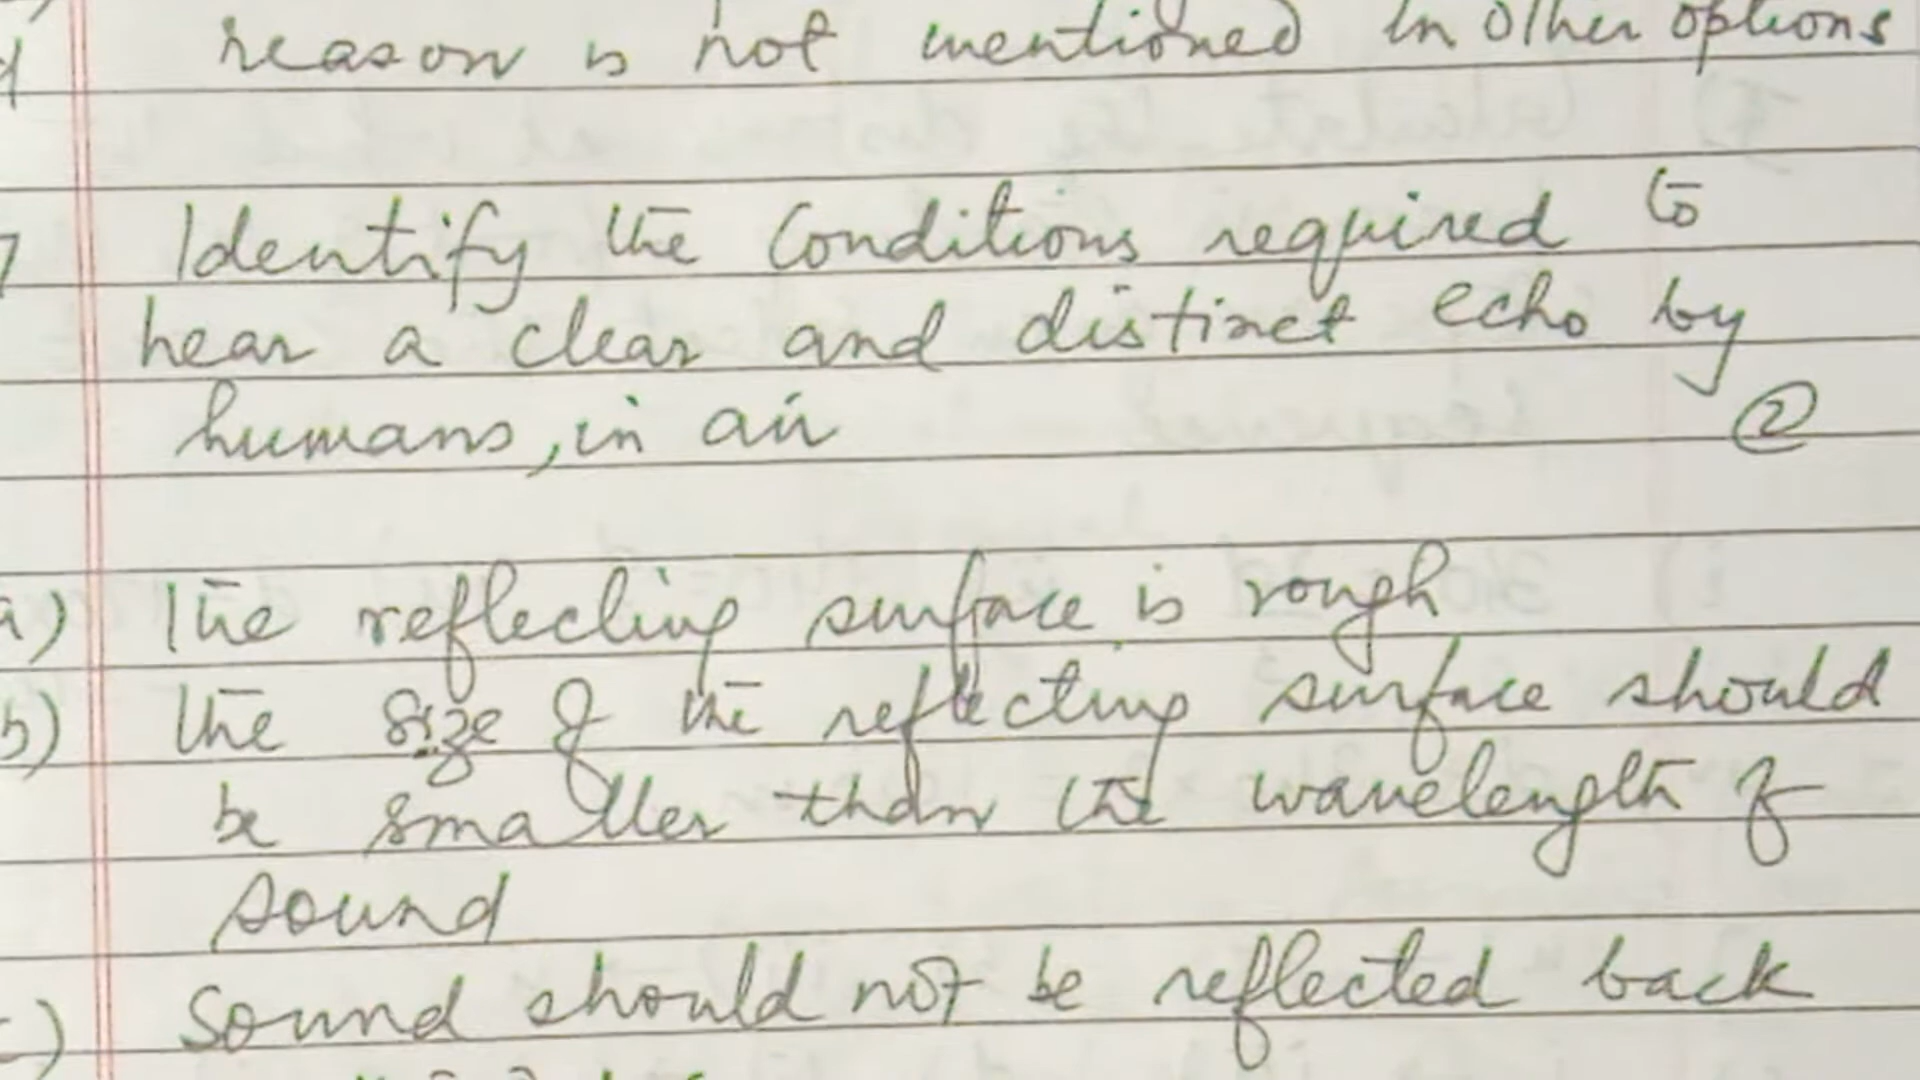 reason is not mentioned in other options
Identify the Conditions required to
hear a clear and distinct echo by
humans, in air
②
a) The reflecting surface is rough
b) The size of the reflecting surface should
be smaller than the wavelength of
sound
c) Sound should not be reflected back